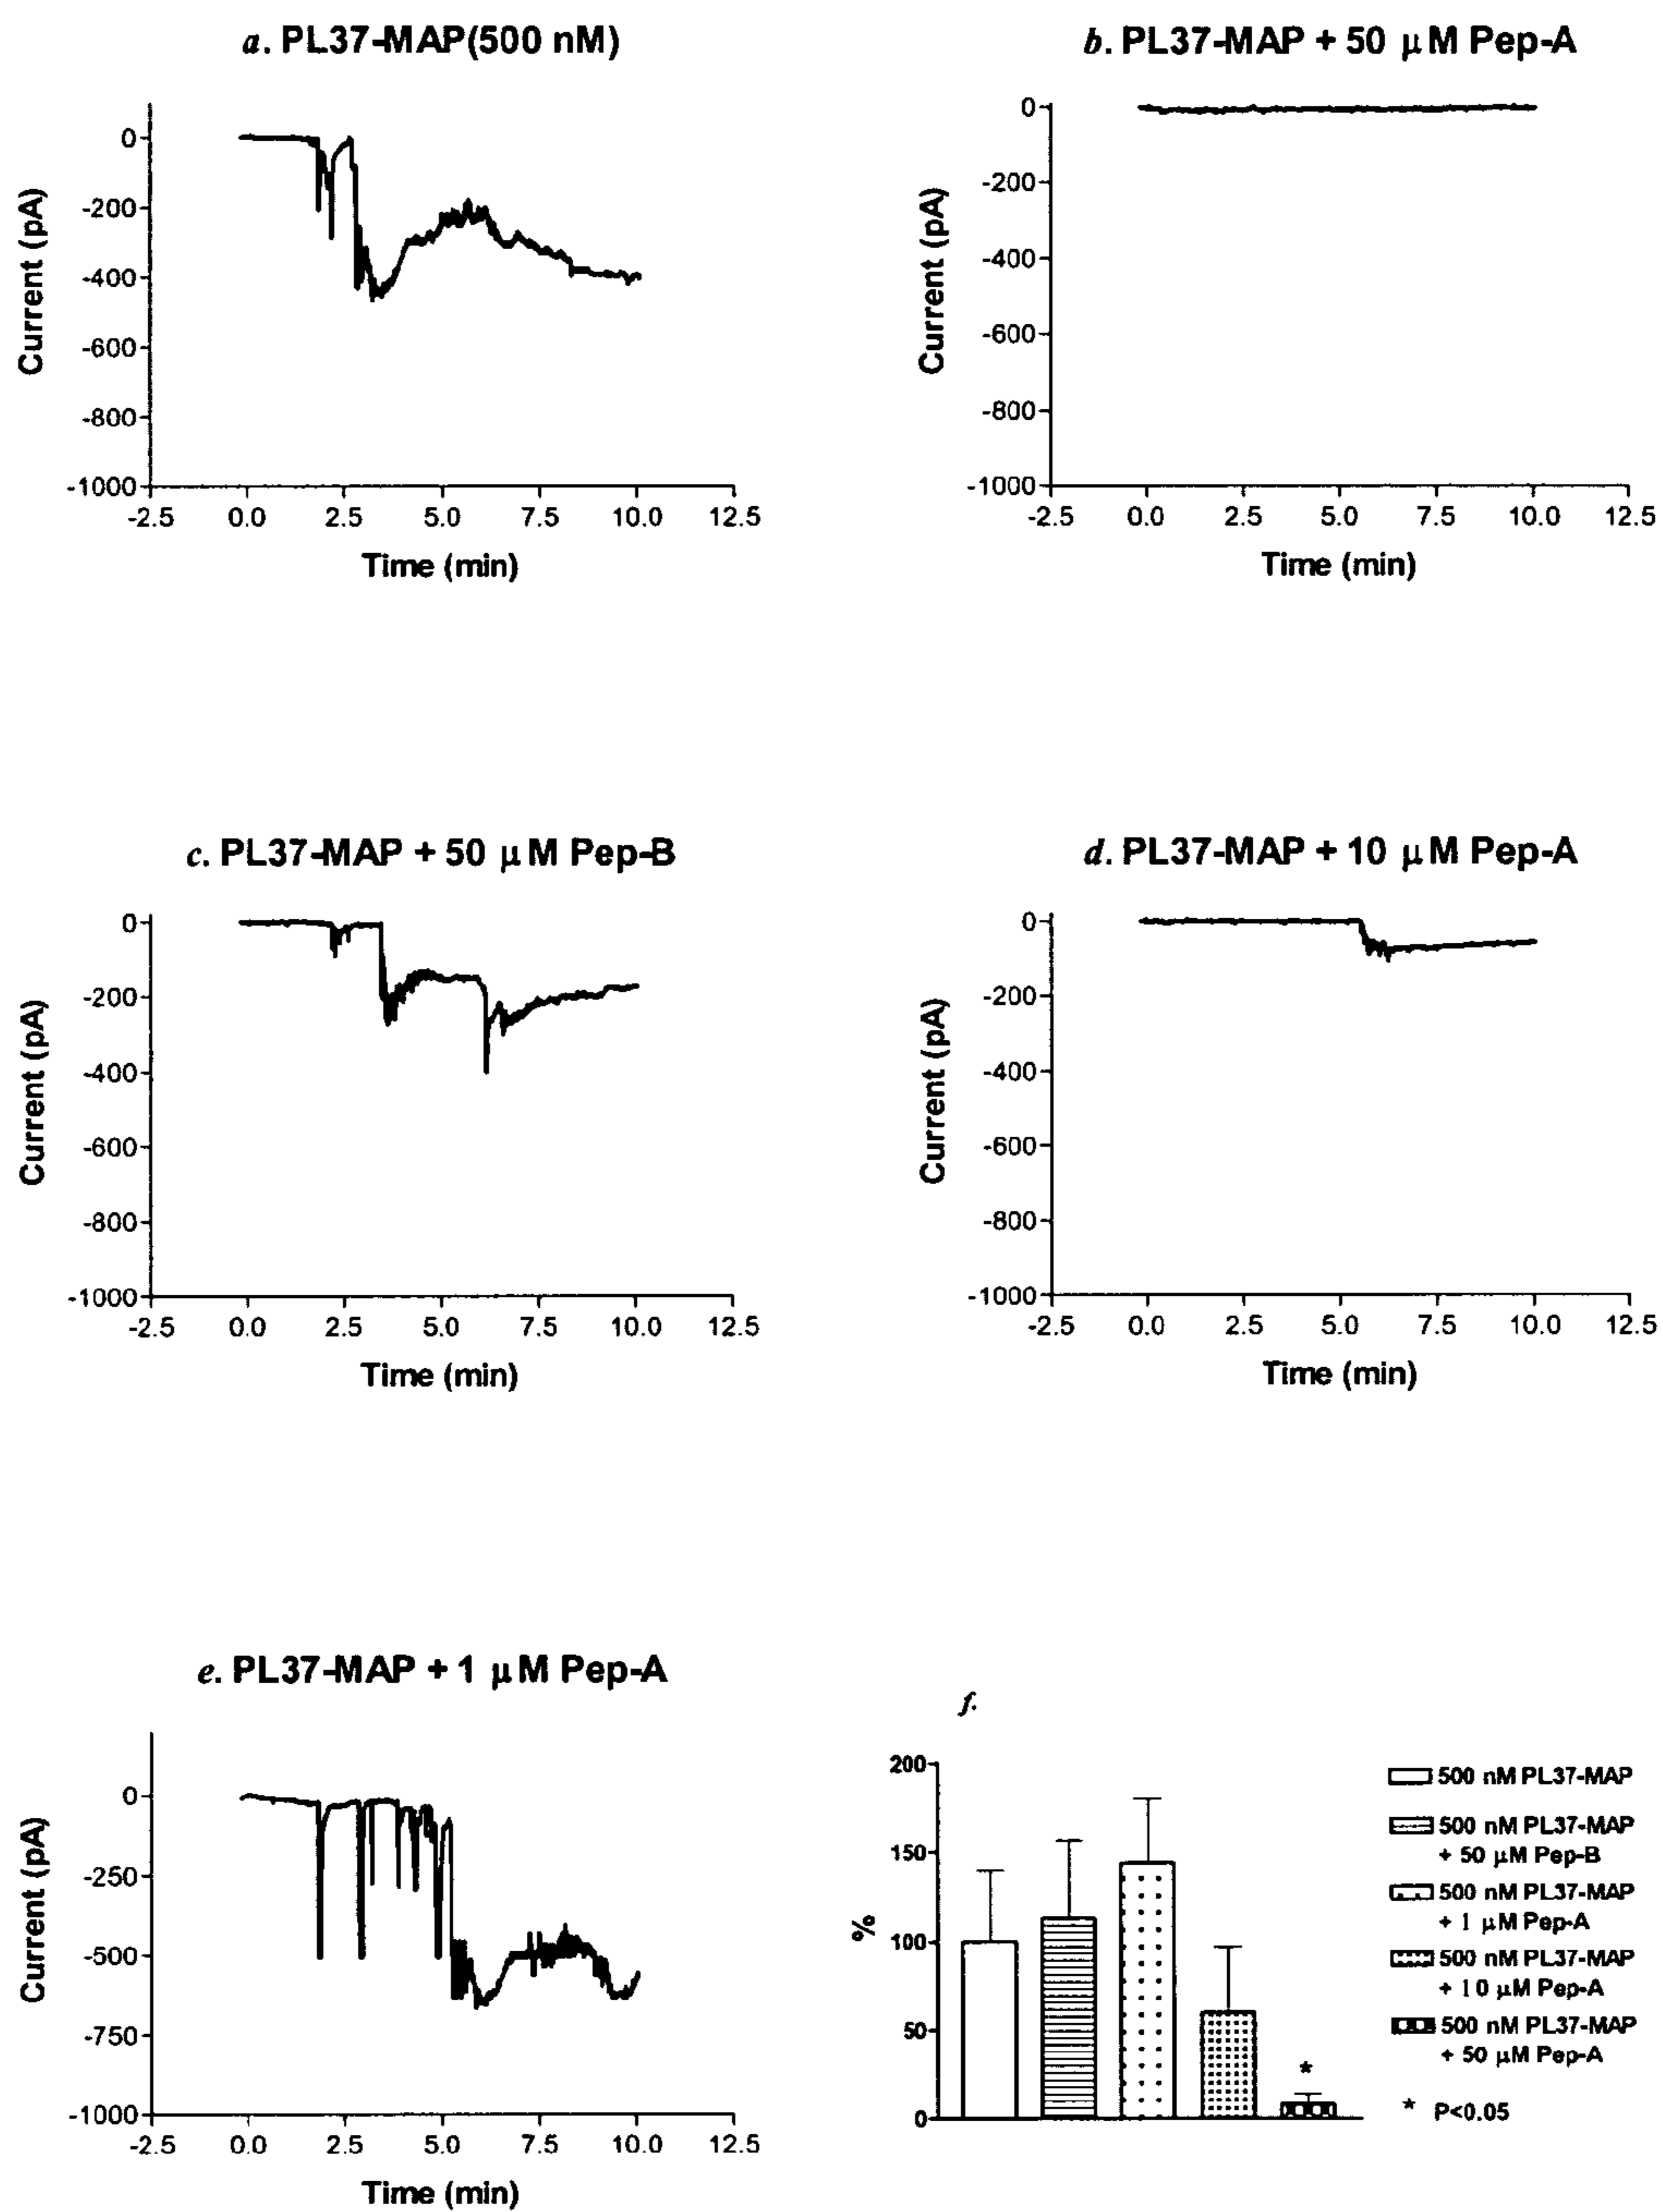 a. PL37-MAP(500 nM)
0
-200
-400
-600
-800
-1000
Current (pA)
-2.5 0.0 2.5 5.0 7.5 10.0 12.5
Time (min)
b. PL37-MAP + 50 μM Pep-A
0
-200
-400
-600
-800
-1000
Current (pA)
-2.5 0.0 2.5 5.0 7.5 10.0 12.5
Time (min)
c. PL37-MAP + 50 μM Pep-B
0
-200
-400
-600
-800
-1000
Current (pA)
-2.5 0.0 2.5 5.0 7.5 10.0 12.5
Time (min)
d. PL37-MAP + 10 μM Pep-A
0
-200
-400
-600
-800
-1000
Current (pA)
-2.5 0.0 2.5 5.0 7.5 10.0 12.5
Time (min)
e. PL37-MAP + 1 μM Pep-A
0
-250
-500
-750
-1000
Current (pA)
-2.5 0.0 2.5 5.0 7.5 10.0 12.5
Time (min)
f.
200
150
100
50
0
%
*
500 nM PL37-MAP
500 nM PL37-MAP
+ 50 μM Pep-B
500 nM PL37-MAP
+ 1 μM Pep-A
500 nM PL37-MAP
+ 10 μM Pep-A
500 nM PL37-MAP
+ 50 μM Pep-A
* P<0.05